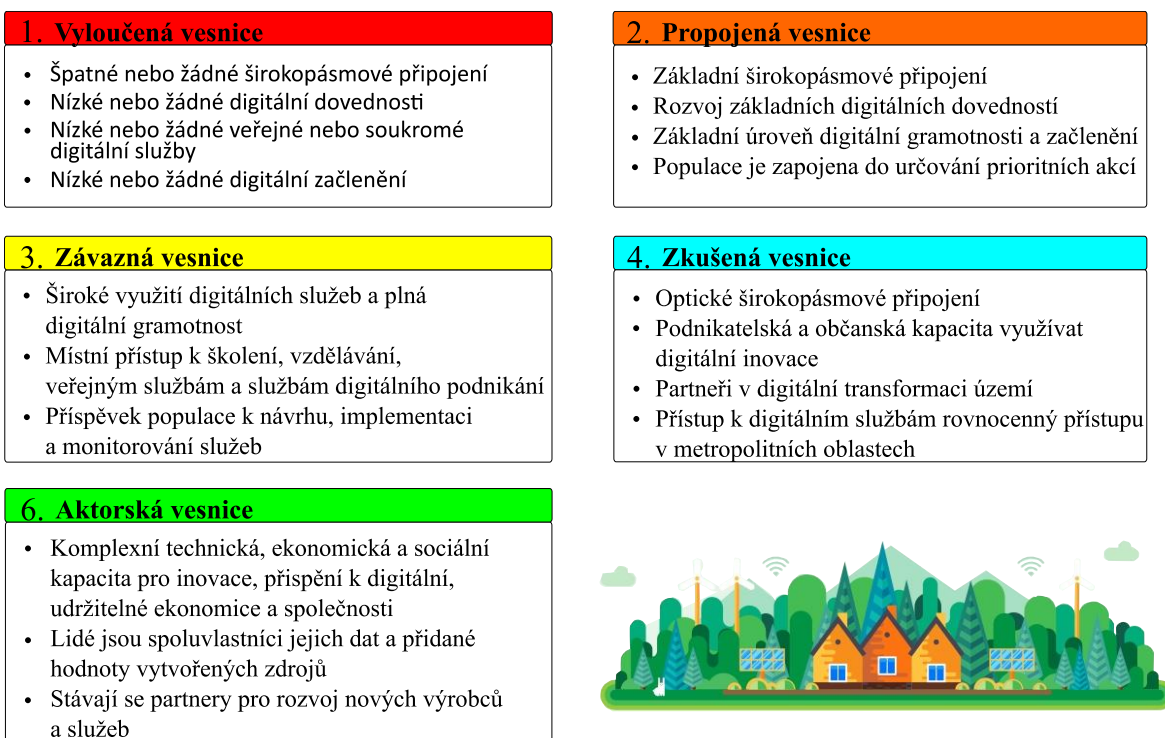 1. Vyloučená vesnice
• Špatné nebo žádné širokopásmové připojení
• Nízké nebo žádné digitální dovednosti
• Nízké nebo žádné veřejné nebo soukromé
digitální služby
• Nízké nebo žádné digitální začlenění
2. Propojená vesnice
• Základní širokopásmové připojení
• Rozvoj základních digitálních dovedností
• Základní úroveň digitální gramotnosti a začlenění
• Populace je zapojena do určování prioritních akcí
3. Závazná vesnice
• Široké využití digitálních služeb a plná
digitální gramotnost
• Místní přístup k školení, vzdělávání,
veřejným službám a službám digitálního podnikání
• Příspěvek populace k návrhu, implementaci
a monitorování služeb
4. Zkušená vesnice
• Optické širokopásmové připojení
• Podnikatelská a občanská kapacita využívat
digitální inovace
• Partneři v digitální transformaci území
• Přístup k digitálním službám rovnocenný přístupu
v metropolitních oblastech
6. Aktorská vesnice
• Komplexní technická, ekonomická a sociální
kapacita pro inovace, přispění k digitální,
udržitelné ekonomice a společnosti
• Lidé jsou spoluvlastníci jejich dat a přidané
hodnoty vytvořených zdrojů
• Stávají se partnery pro rozvoj nových výrobců
a služeb